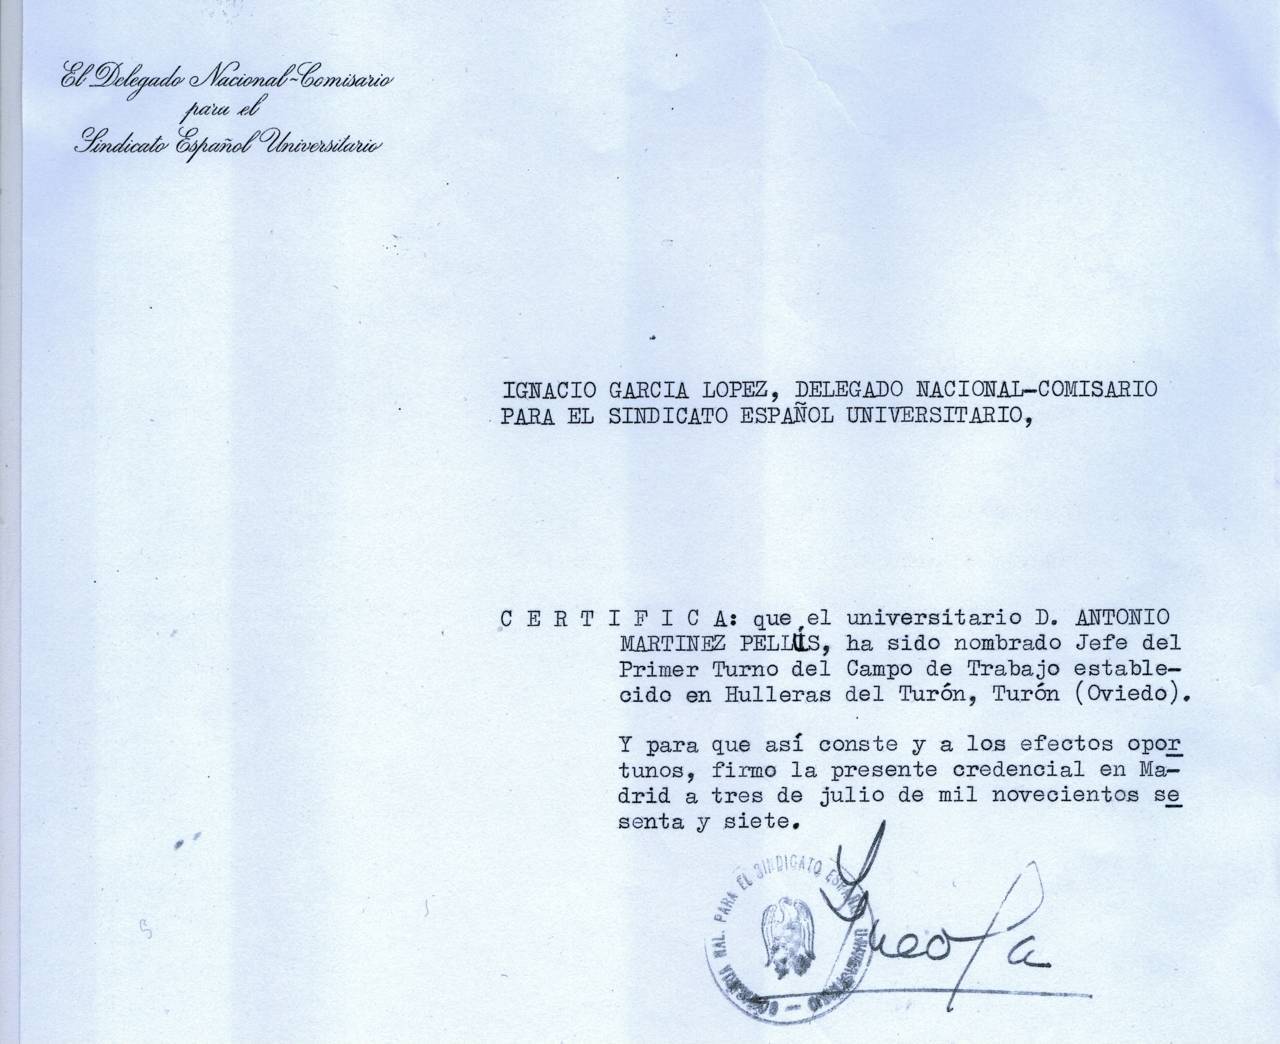 El Delegado Nacional-Comisario
para el
Sindicato Español Universitario
IGNACIO GARCIA LOPEZ, DELEGADO NACIONAL-COMISARIO
PARA EL SINDICATO ESPAÑOL UNIVERSITARIO,
C E R T I F I C A: que el universitario D. ANTONIO
MARTINEZ PELLÚS, ha sido nombrado Jefe del
Primer Turno del Campo de Trabajo estable-
cido en Hulleras del Turón, Turón (Oviedo).
Y para que así conste y a los efectos opor
tunos, firmo la presente credencial en Ma-
drid a tres de julio de mil novecientos se
senta y siete.
NAL. PARA EL SINDICATO ESPAÑOL UNIVERSITARIO